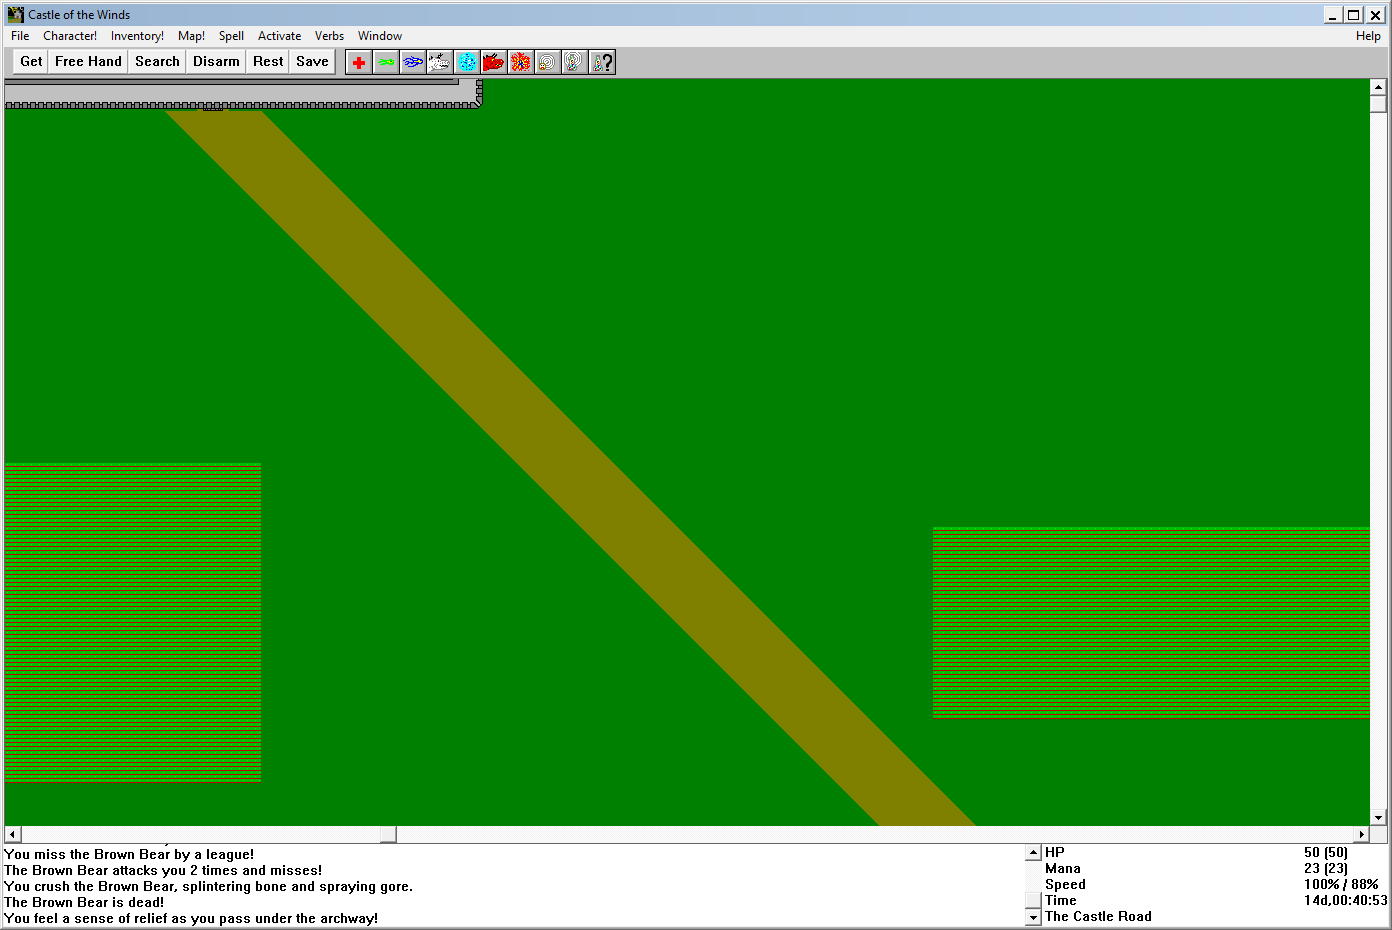 Castle of the Winds
File Character! Inventory! Map! Spell Activate Verbs Window Help
Get Free Hand Search Disarm Rest Save
You miss the Brown Bear by a league!
The Brown Bear attacks you 2 times and misses!
You crush the Brown Bear, splintering bone and spraying gore.
The Brown Bear is dead!
You feel a sense of relief as you pass under the archway!
HP 50 (50)
Mana 23 (23)
Speed 100% / 88%
Time 14d,00:40:53
The Castle Road